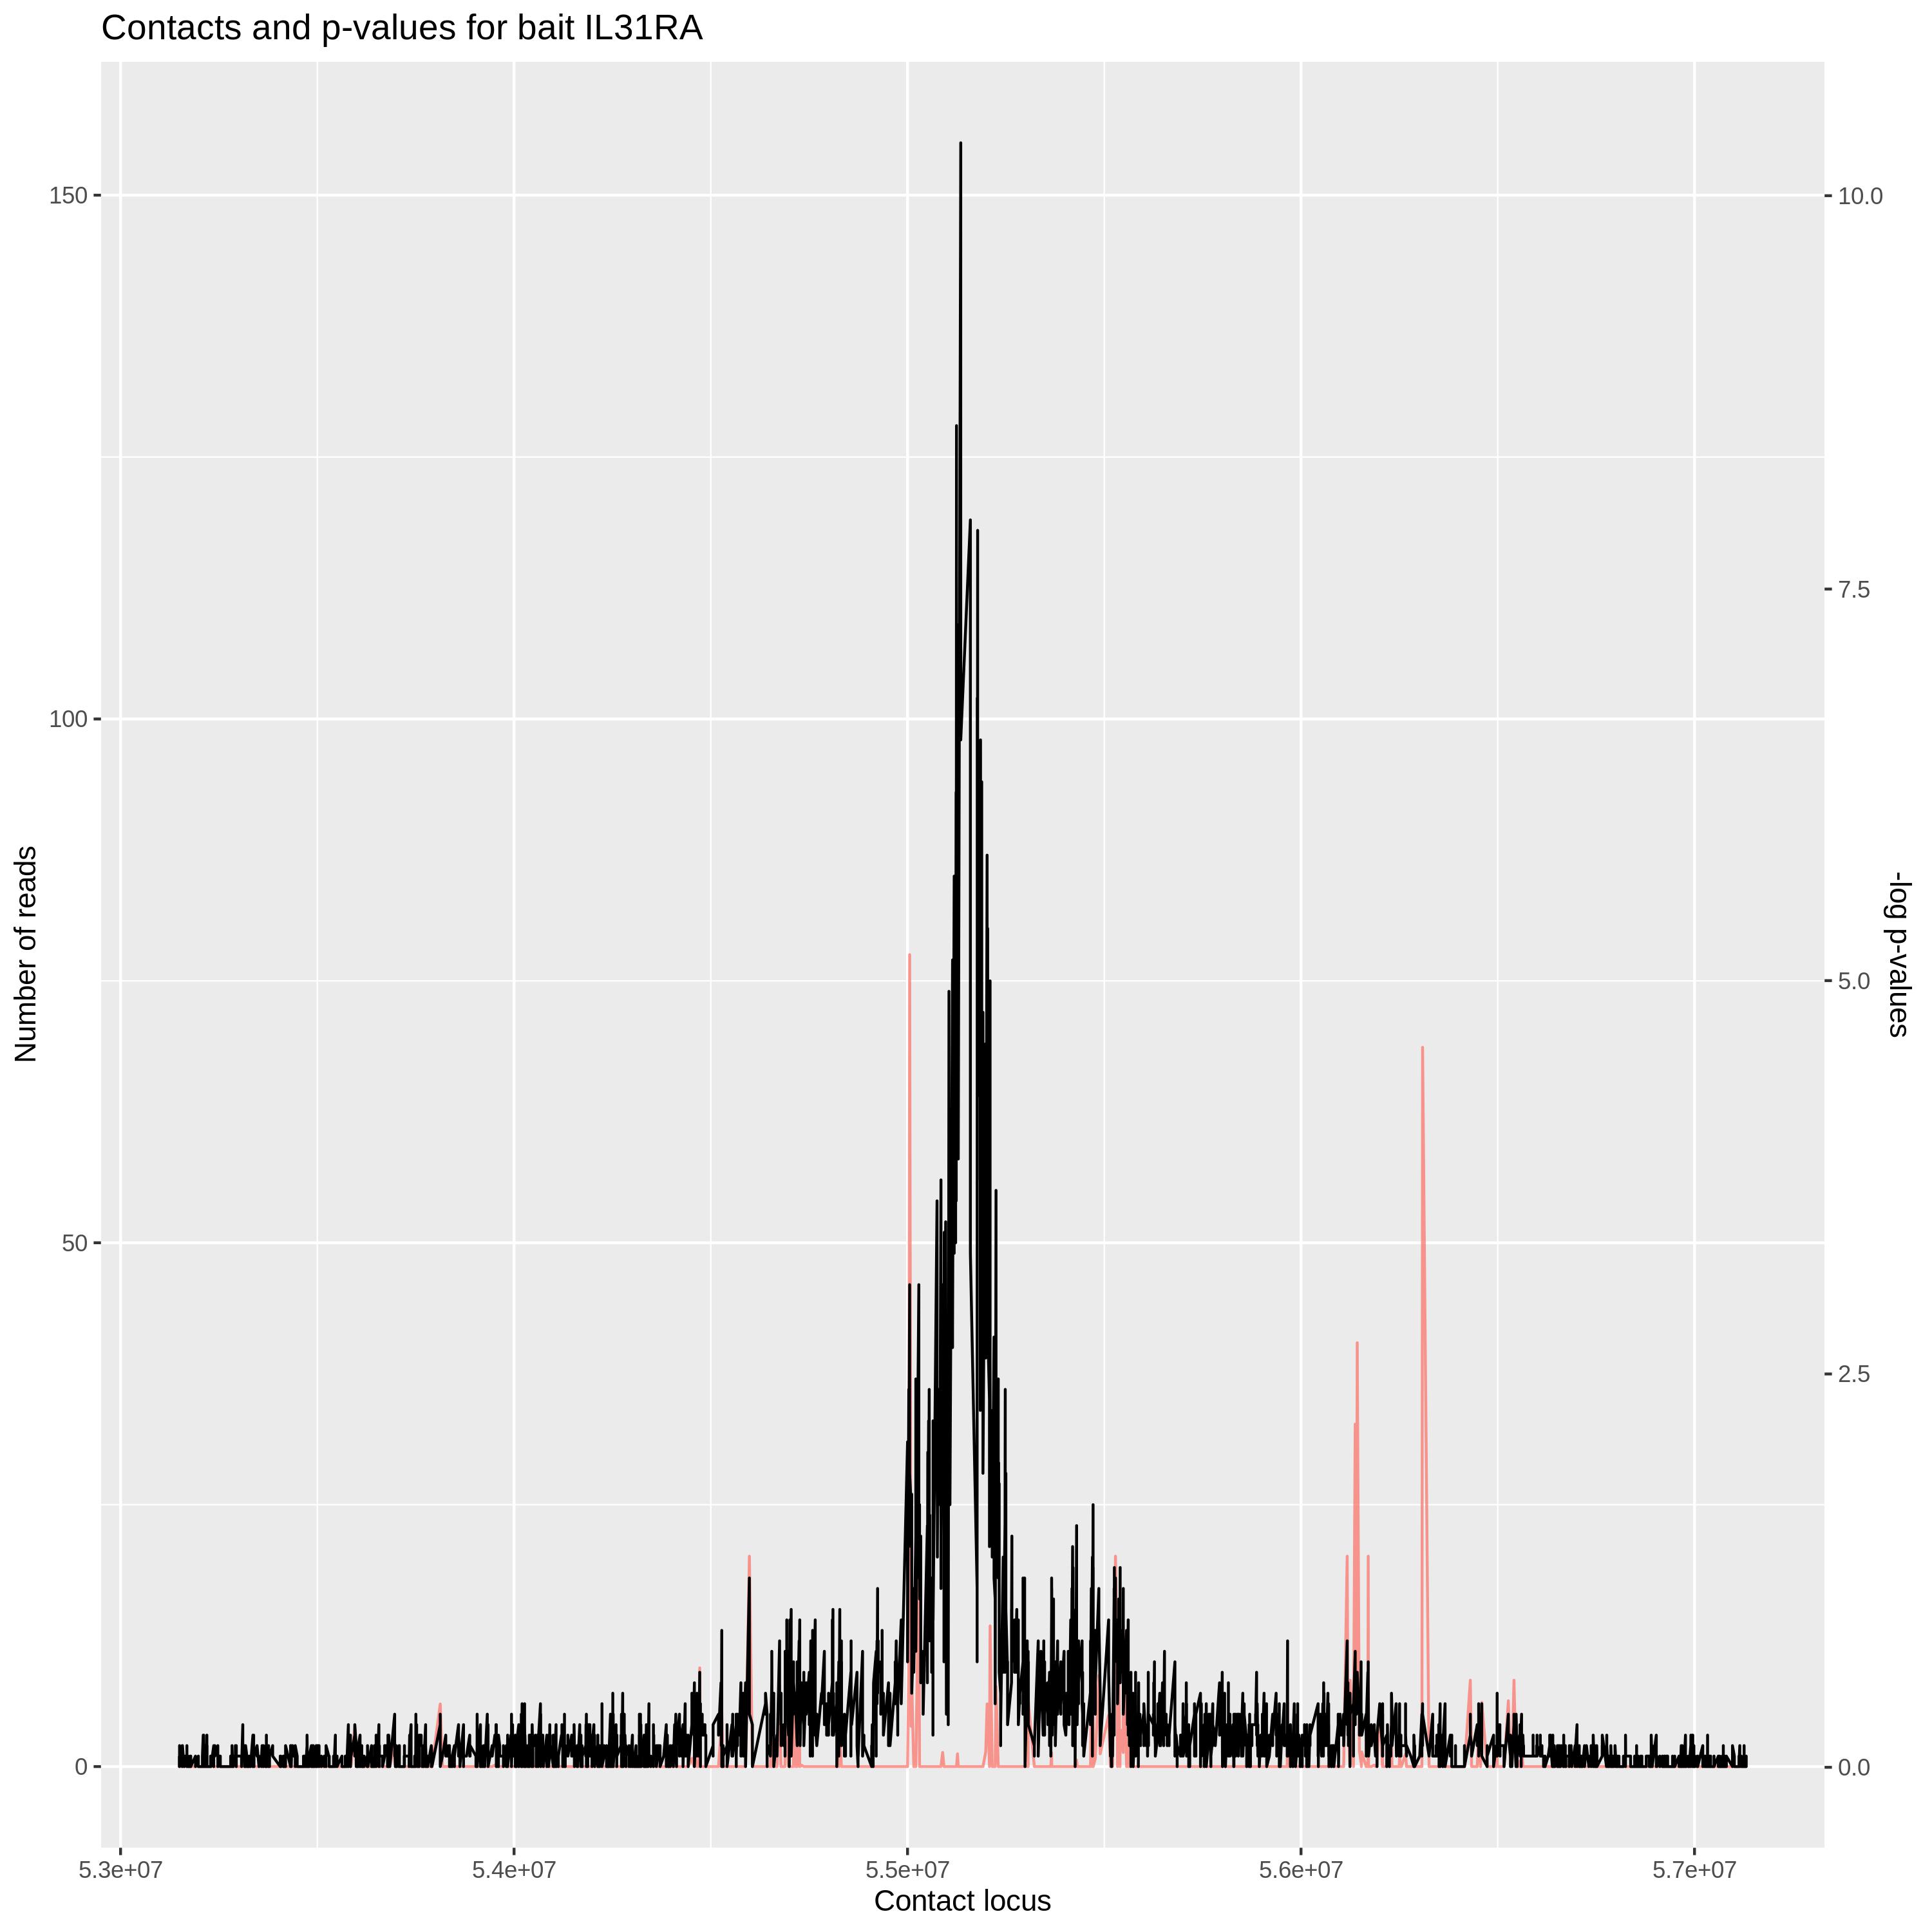 Contacts and p-values for bait IL31RA
150
100
50
0
Number of reads
10.0
7.5
5.0
2.5
0.0
-log p-values
5.3e+07
5.4e+07
5.5e+07
5.6e+07
5.7e+07
Contact locus